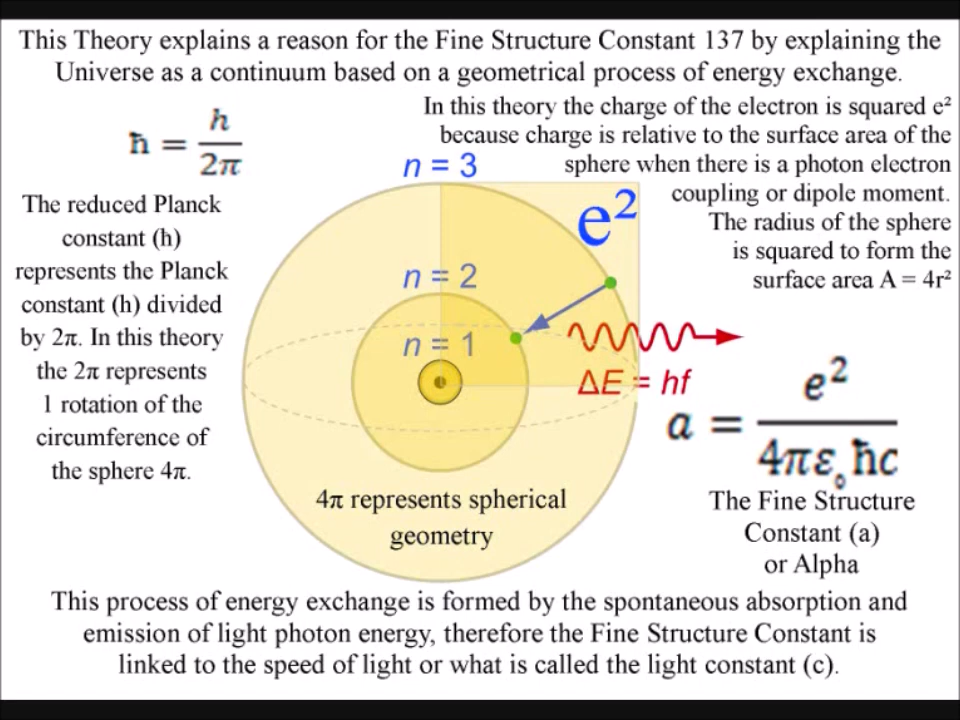 This Theory explains a reason for the Fine Structure Constant 137 by explaining the
Universe as a continuum based on a geometrical process of energy exchange.
In this theory the charge of the electron is squared e²
because charge is relative to the surface area of the
sphere when there is a photon electron
coupling or dipole moment.
The radius of the sphere
is squared to form the
surface area A = 4r²
ħ = h / 2π
The reduced Planck
constant (h)
represents the Planck
constant (h) divided
by 2π. In this theory
the 2π represents
1 rotation of the
circumference of
the sphere 4π.
n = 3
e²
n = 2
n = 1
ΔE = hf
4π represents spherical
geometry
a = e² / 4πε₀ħc
The Fine Structure
Constant (a)
or Alpha
This process of energy exchange is formed by the spontaneous absorption and
emission of light photon energy, therefore the Fine Structure Constant is
linked to the speed of light or what is called the light constant (c).